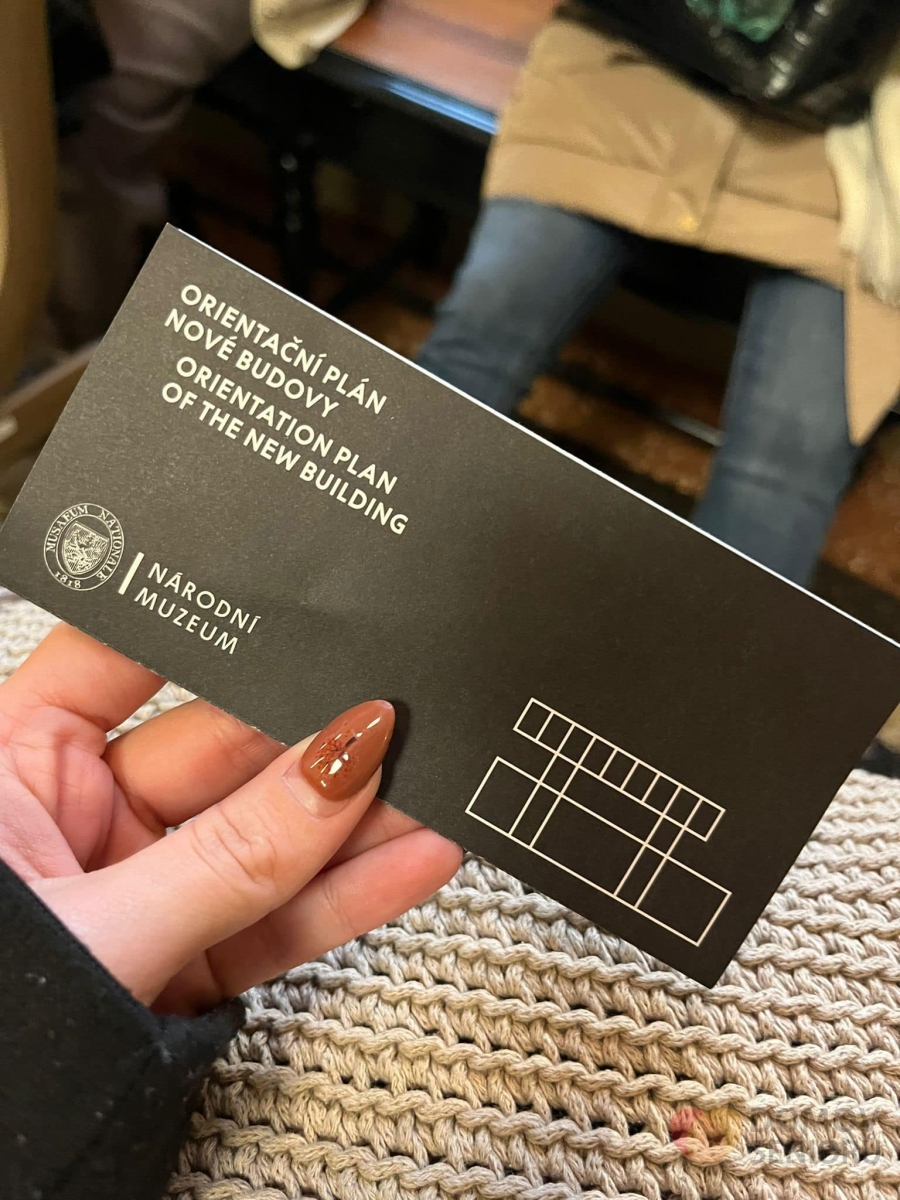 ORIENTAČNÍ PLÁN
NOVÉ BUDOVY
ORIENTATION PLAN
OF THE NEW BUILDING
MUSAEUM NATIONALE
1818
NÁRODNÍ
MUZEUM